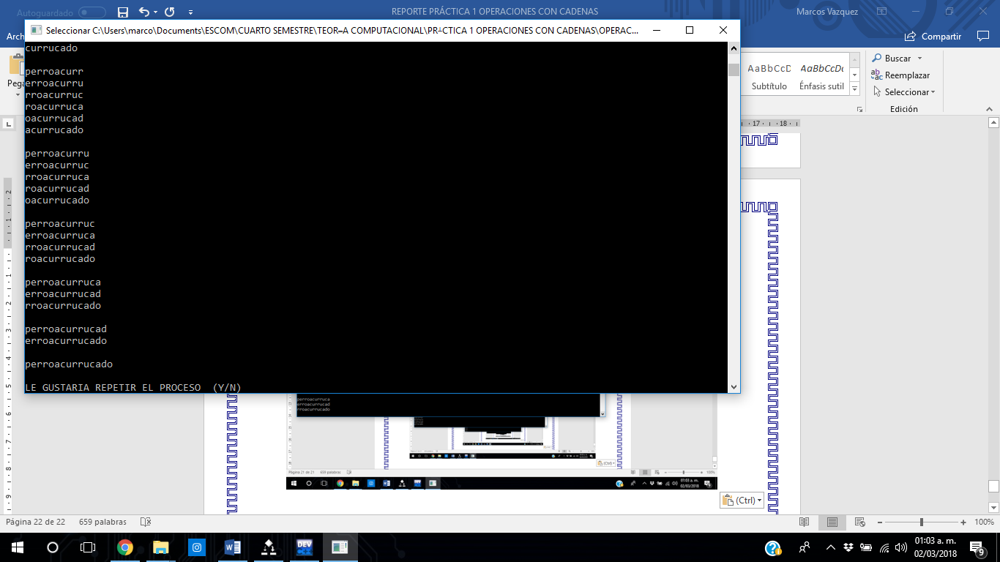 Autoguardado
REPORTE PRÁCTICA 1 OPERACIONES CON CADENAS
Marcos Vazquez
Seleccionar C:\Users\marco\Documents\ESCOM\CUARTO SEMESTRE\TEOR=A COMPUTACIONAL\PR┴CTICA 1 OPERACIONES CON CADENAS\OPERAC...
Arch
Compartir
Pega
AaBbCcD
AaBbCcDc
Subtítulo
Énfasis sutil
Buscar
Reemplazar
Seleccionar
Edición
17 18
currucado
perroacurr
erroacurru
rroacurruc
roacurruca
oacurrucad
acurrucado
perroacurru
erroacurruc
rroacurruca
roacurrucad
oacurrucado
perroacurruc
erroacurruca
rroacurrucad
roacurrucado
perroacurruca
erroacurrucad
rroacurrucado
perroacurrucad
erroacurrucado
perroacurrucado
LE GUSTARIA REPETIR EL PROCESO (Y/N)
perroacurruca
erroacurrucad
rroacurrucado
(Ctrl)
Página 21 de 21 659 palabras
100%
01:03 a. m.
02/03/2018
(Ctrl)
Página 22 de 22 659 palabras
100%
DEV
01:03 a. m.
02/03/2018
9